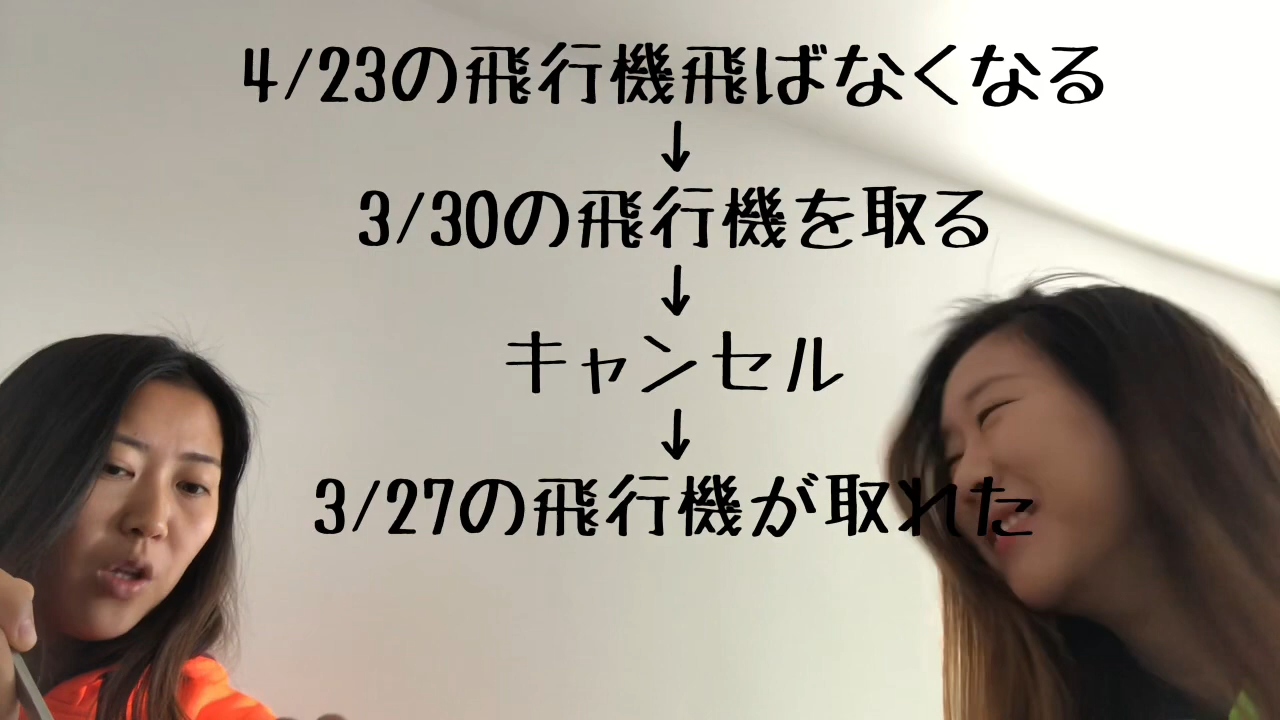 4/23の飛行機飛ばなくなる
↓
3/30の飛行機を取る
↓
キャンセル
↓
3/27の飛行機が取れた